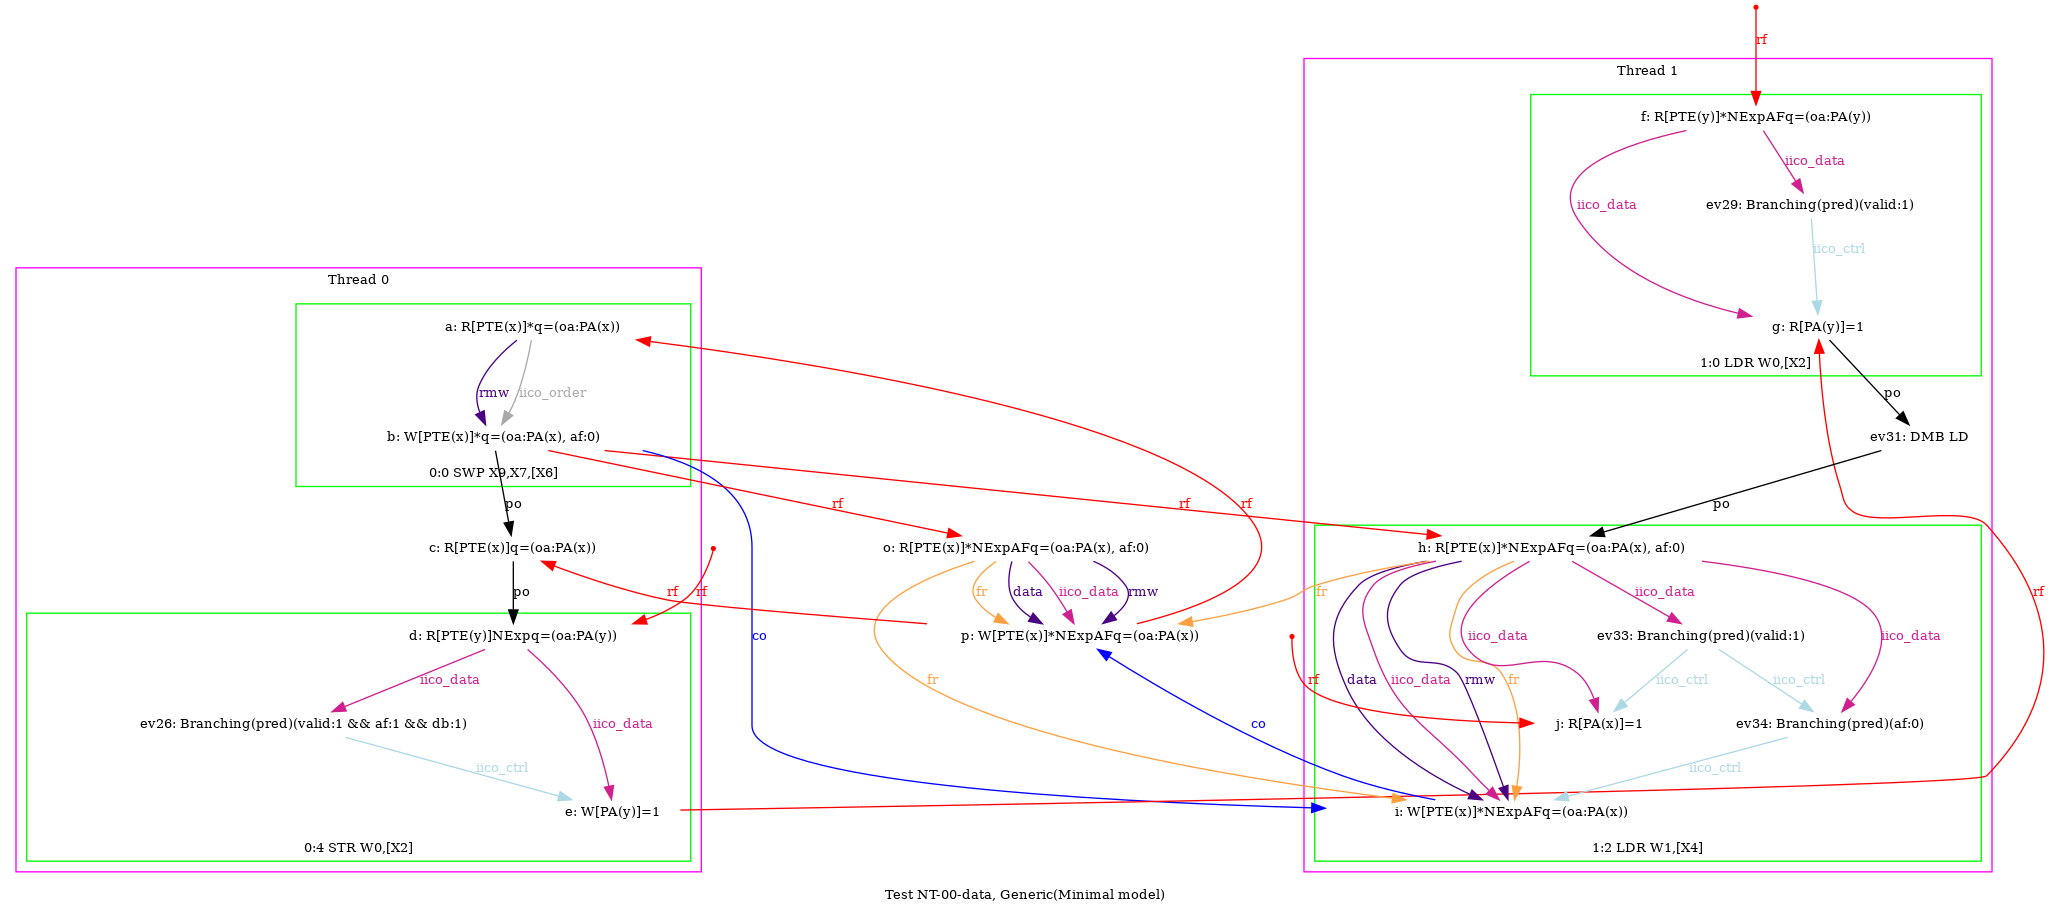 rf
Thread 1
f: R[PTE(y)]*NExpAFq=(oa:PA(y))
iico_data
iico_data
ev29: Branching(pred)(valid:1)
iico_ctrl
g: R[PA(y)]=1
1:0 LDR W0,[X2]
po
ev31: DMB LD
po
Thread 0
a: R[PTE(x)]*q=(oa:PA(x))
rmw
iico_order
b: W[PTE(x)]*q=(oa:PA(x), af:0)
0:0 SWP X9,X7,[X6]
po
rf
rf
rf
c: R[PTE(x)]q=(oa:PA(x))
o: R[PTE(x)]*NExpAFq=(oa:PA(x), af:0)
h: R[PTE(x)]*NExpAFq=(oa:PA(x), af:0)
po
rf
rf
fr
data
iico_data
rmw
fr
iico_data
rf
d: R[PTE(y)]NExpq=(oa:PA(y))
co
p: W[PTE(x)]*NExpAFq=(oa:PA(x))
iico_data
ev33: Branching(pred)(valid:1)
iico_data
iico_data
iico_data
fr
rf
data
iico_data
rmw
fr
iico_ctrl
iico_ctrl
ev26: Branching(pred)(valid:1 && af:1 && db:1)
co
j: R[PA(x)]=1
ev34: Branching(pred)(af:0)
iico_ctrl
iico_ctrl
e: W[PA(y)]=1
i: W[PTE(x)]*NExpAFq=(oa:PA(x))
0:4 STR W0,[X2]
1:2 LDR W1,[X4]
Test NT-00-data, Generic(Minimal model)